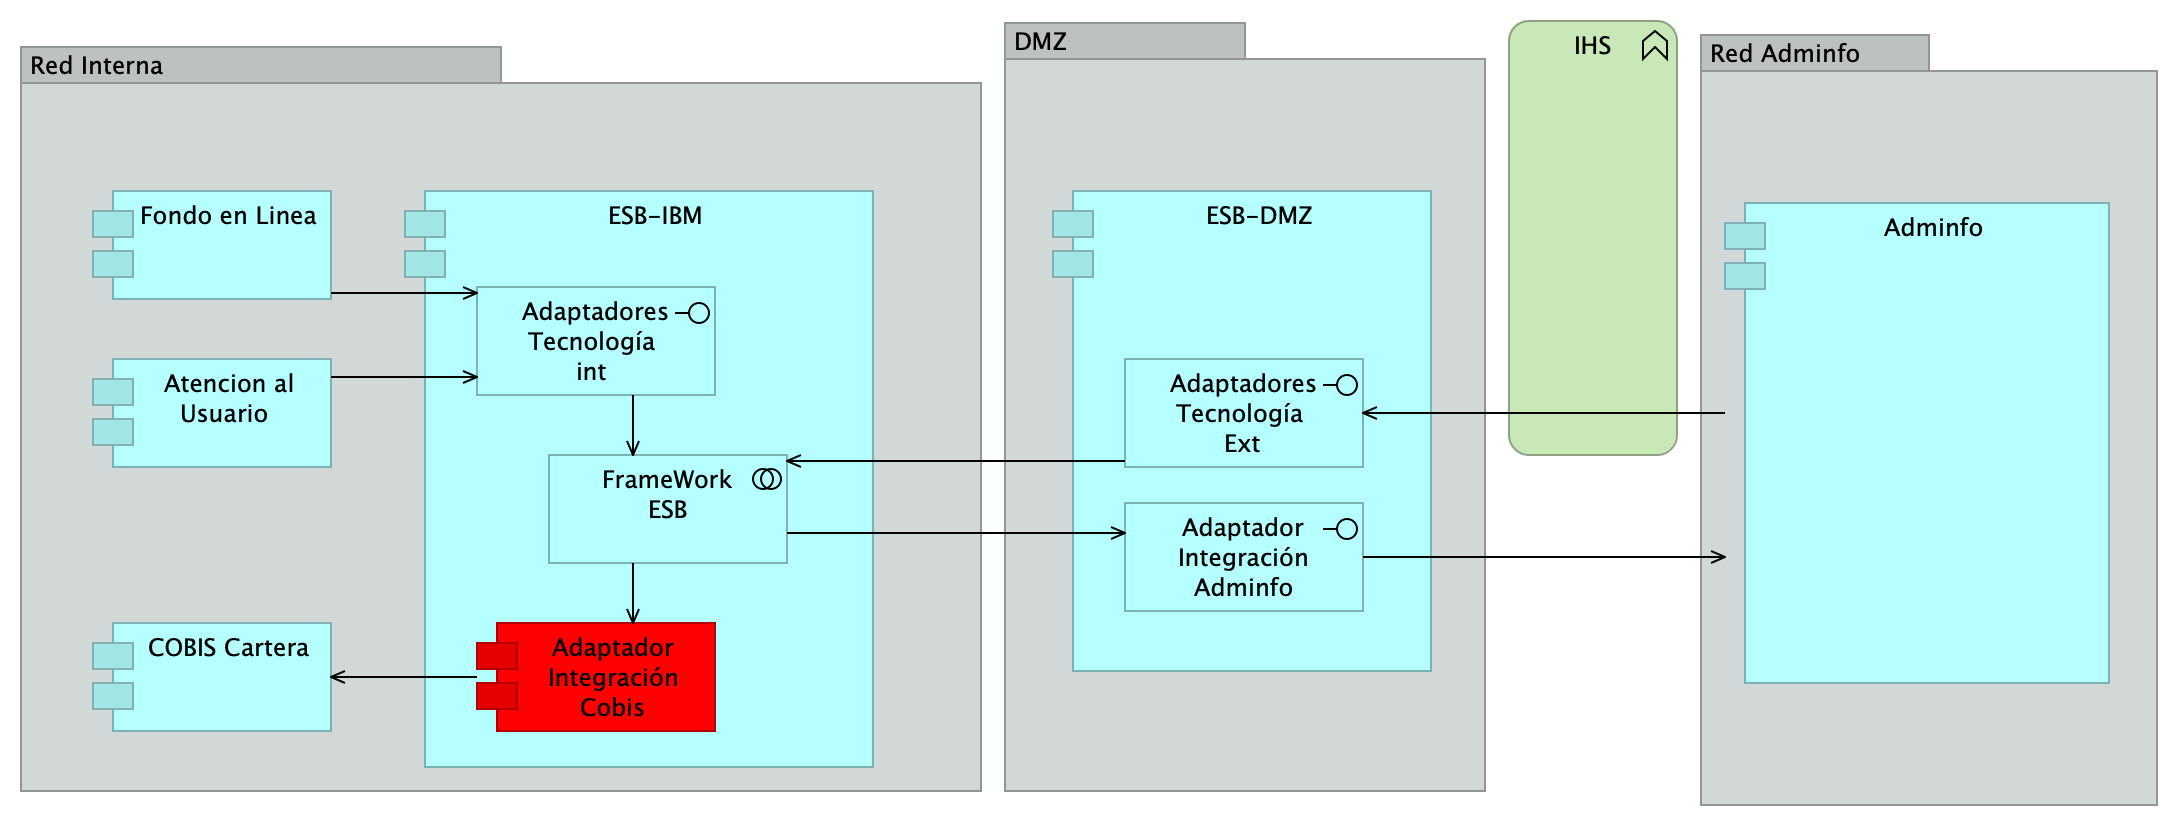 Red Interna
Fondo en Linea
Atencion al
Usuario
COBIS Cartera
ESB-IBM
Adaptadores
Tecnología
int
FrameWork
ESB
Adaptador
Integración
Cobis
DMZ
ESB-DMZ
Adaptadores
Tecnología
Ext
Adaptador
Integración
Adminfo
IHS
Red Adminfo
Adminfo